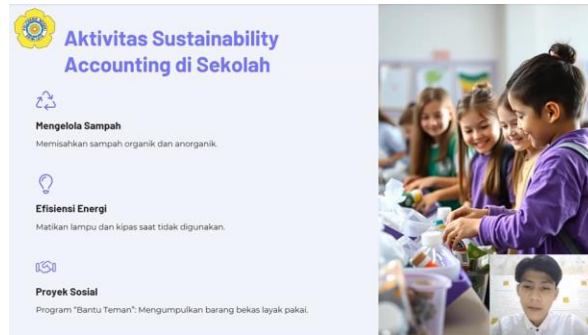 Aktivitas Sustainability
Accounting di Sekolah
Mengelola Sampah
Memisahkan sampah organik dan anorganik.
Efisiensi Energi
Matikan lampu dan kipas saat tidak digunakan.
Proyek Sosial
Program "Bantu Teman": Mengumpulkan barang bekas layak pakai.